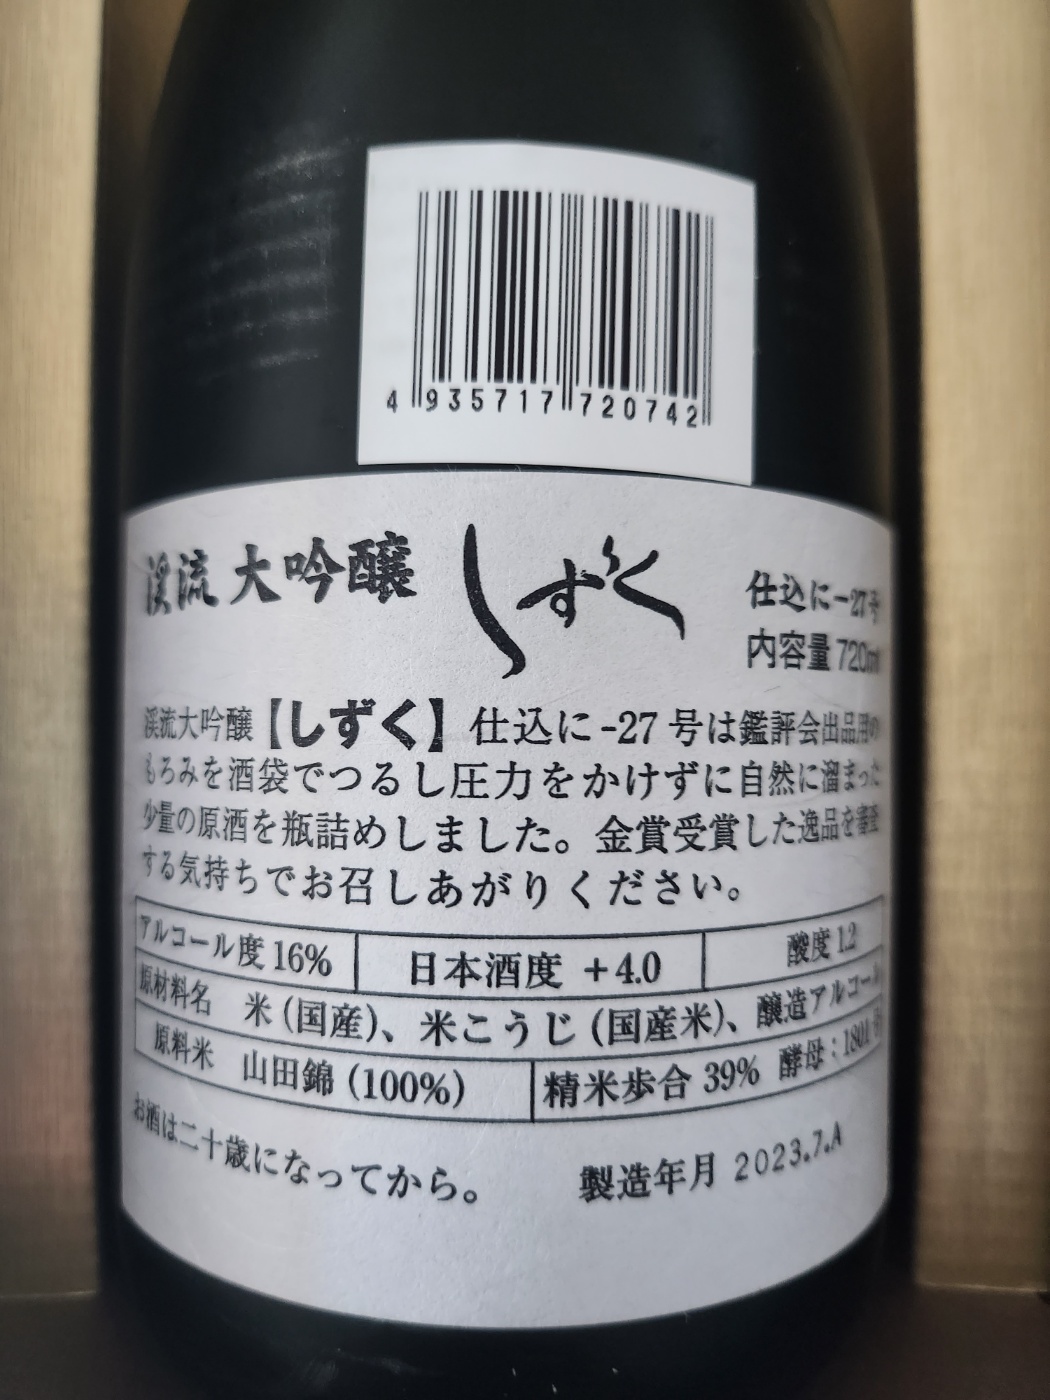 4 935717 720742
渓流 大吟醸 しずく
仕込に-27号
内容量 720ml
渓流大吟醸【しずく】仕込に-27号は鑑評会出品用の
もろみを酒袋でつるし圧力をかけずに自然に溜まった
少量の原酒を瓶詰めしました。金賞受賞した逸品を審査
する気持ちでお召しあがりください。
アルコール度 16% 日本酒度 +4.0 酸度 1.2
原材料名 米(国産)、米こうじ(国産米)、醸造アルコール
原料米 山田錦(100%) 精米歩合 39% 酵母:1801号
お酒は二十歳になってから。 製造年月 2023.7.A